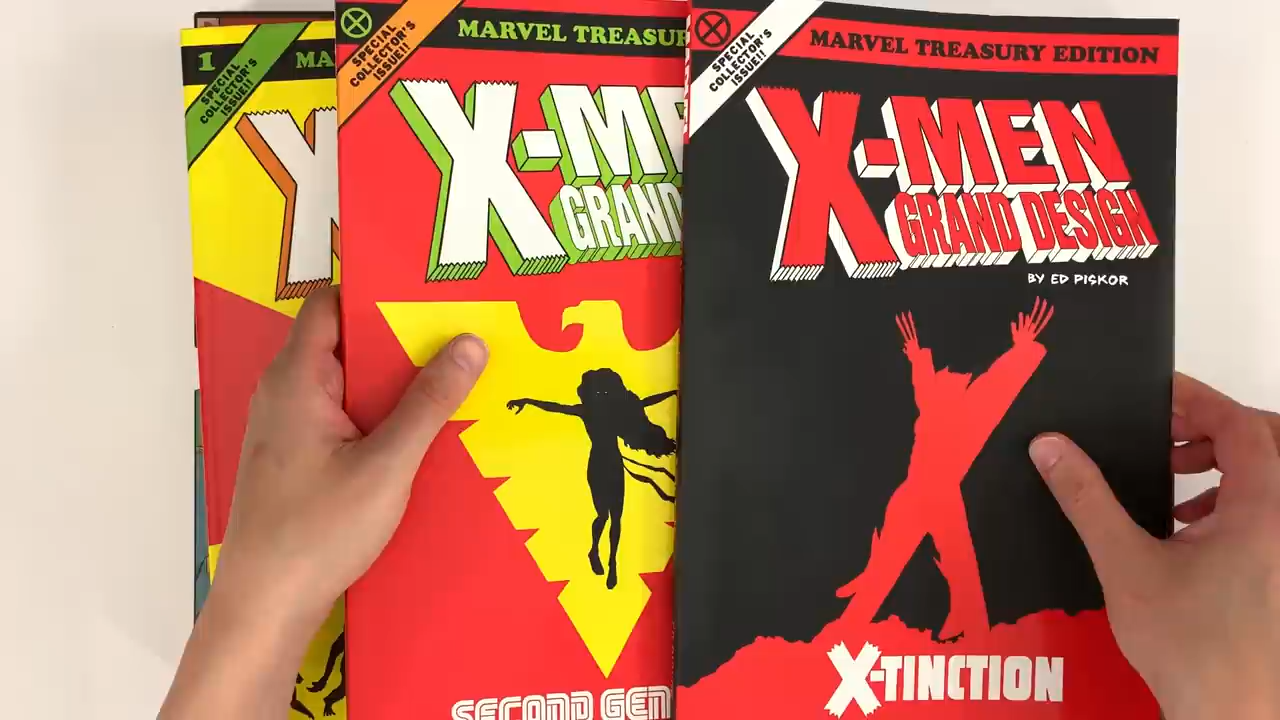 1
SPECIAL
COLLECTOR'S
ISSUE!!
MA
X
SPECIAL
COLLECTOR'S
ISSUE!!
MARVEL TREASUR
X-ME
GRAND
SECOND GEN
SPECIAL
COLLECTOR'S
ISSUE!!
MARVEL TREASURY EDITION
X-MEN
GRAND DESIGN
BY ED PISKOR
X-TINCTION